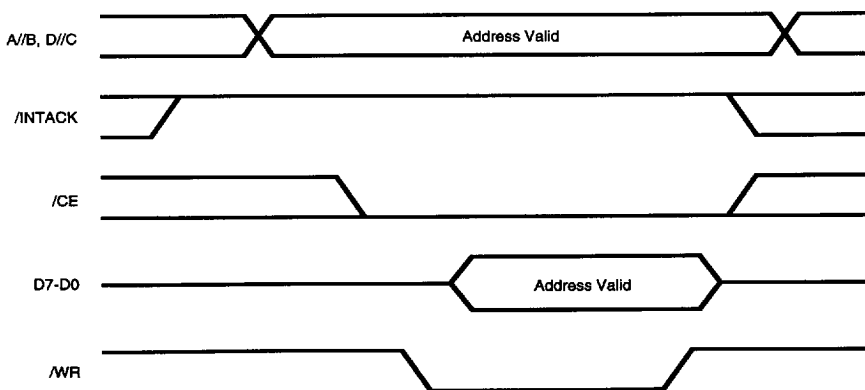 A//B, D//C
Address Valid
/INTACK
/CE
D7-D0
Address Valid
/WR